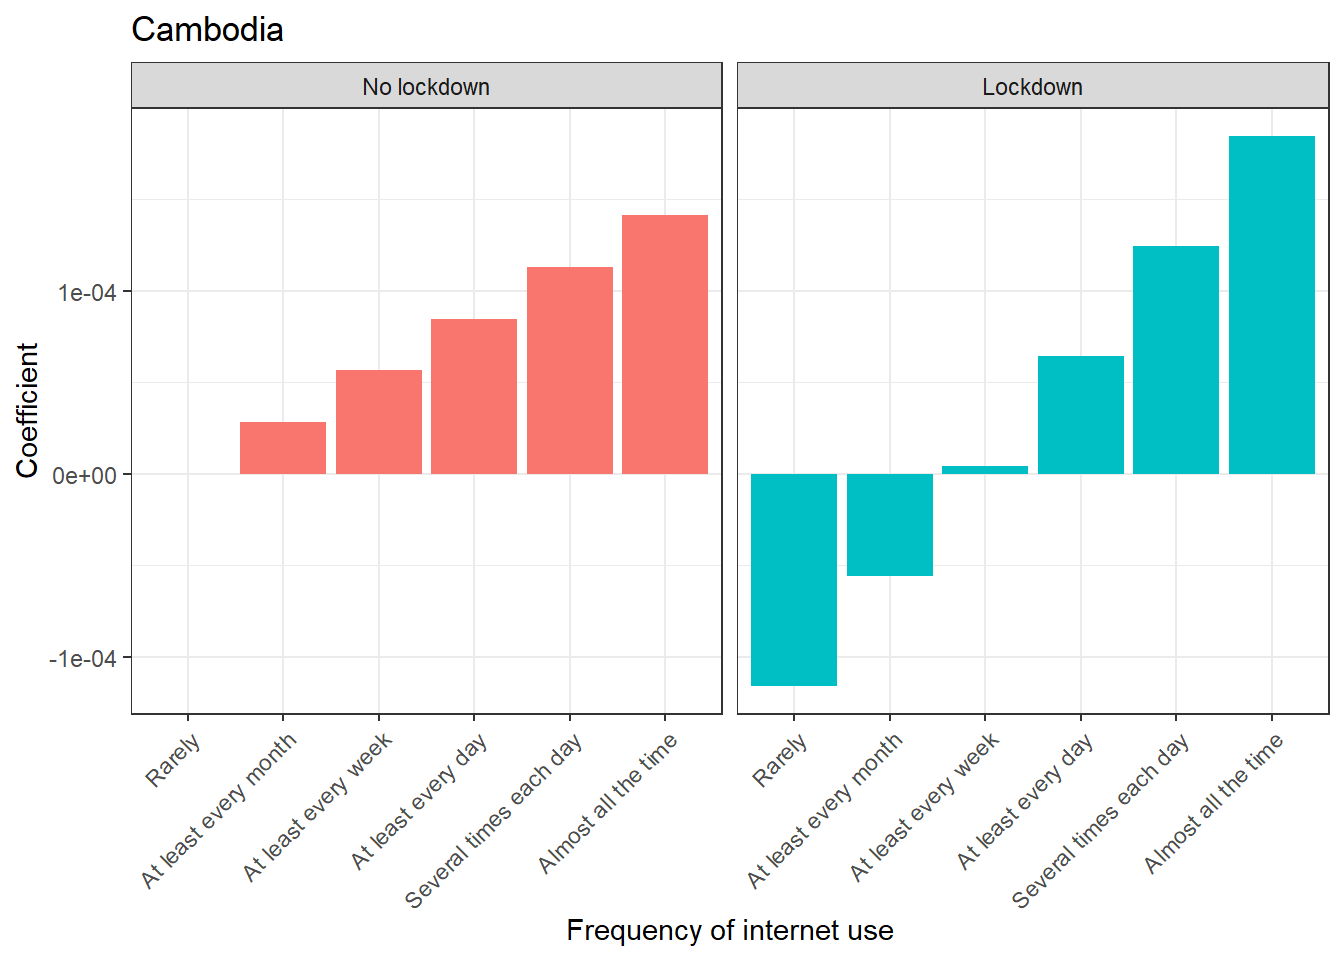 Cambodia
No lockdown
Lockdown
Coefficient
1e-04
0e+00
-1e-04
Rarely
At least every month
At least every week
At least every day
Several times each day
Almost all the time
Rarely
At least every month
At least every week
At least every day
Several times each day
Almost all the time
Frequency of internet use